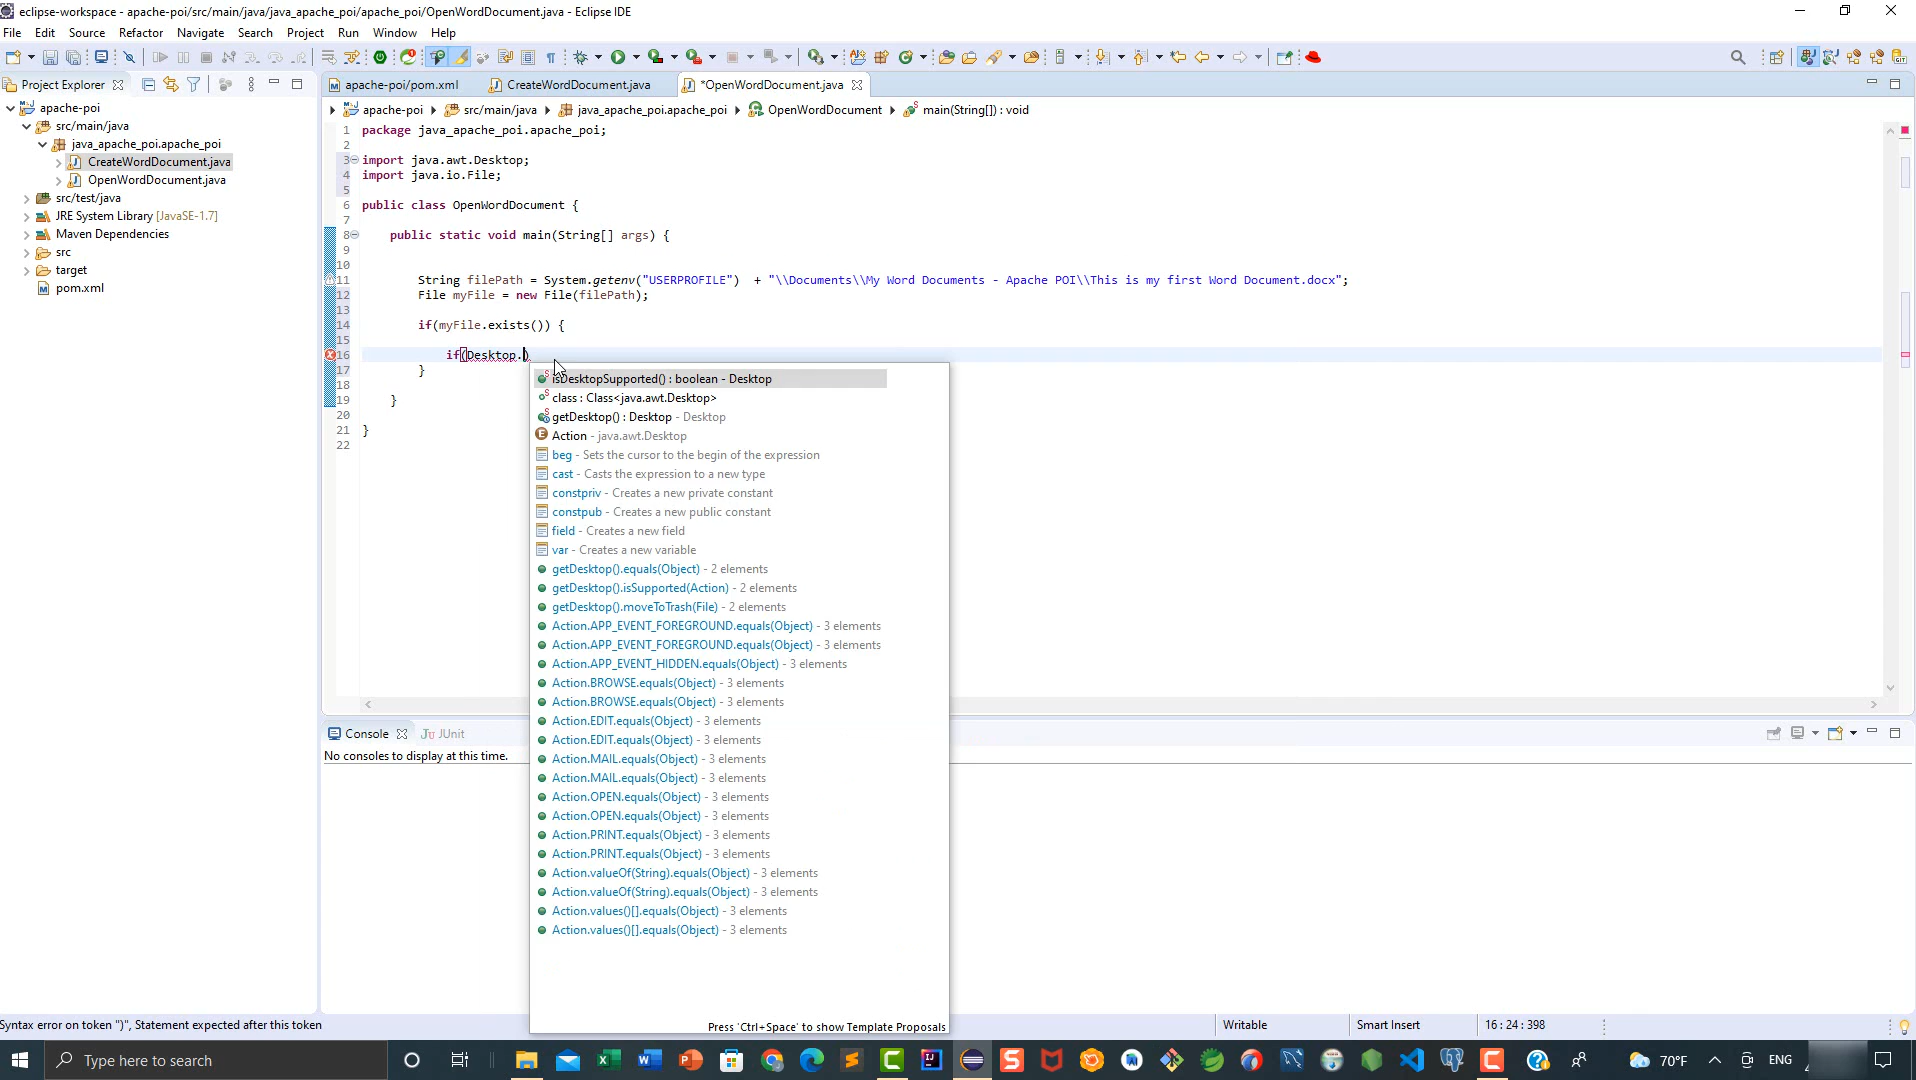 eclipse-workspace - apache-poi/src/main/java/java_apache_poi/apache_poi/OpenWordDocument.java - Eclipse IDE
File Edit Source Refactor Navigate Search Project Run Window Help
Project Explorer
apache-poi
src/main/java
java_apache_poi.apache_poi
CreateWordDocument.java
OpenWordDocument.java
src/test/java
JRE System Library [JavaSE-1.7]
Maven Dependencies
src
target
pom.xml
apache-poi/pom.xml CreateWordDocument.java *OpenWordDocument.java
apache-poi src/main/java java_apache_poi.apache_poi OpenWordDocument main(String[]) : void
1 package java_apache_poi.apache_poi;
2
3 import java.awt.Desktop;
4 import java.io.File;
5
6 public class OpenWordDocument {
7
8 public static void main(String[] args) {
9
10
11 String filePath = System.getenv("USERPROFILE") + "\\Documents\\My Word Documents - Apache POI\\This is my first Word Document.docx";
12 File myFile = new File(filePath);
13
14 if(myFile.exists()) {
15
16 if(Desktop.)
17 }
18
19 }
20
21 }
22
isDesktopSupported() : boolean - Desktop
class : Class<java.awt.Desktop>
getDesktop() : Desktop - Desktop
Action - java.awt.Desktop
beg - Sets the cursor to the begin of the expression
cast - Casts the expression to a new type
constpriv - Creates a new private constant
constpub - Creates a new public constant
field - Creates a new field
var - Creates a new variable
getDesktop().equals(Object) - 2 elements
getDesktop().isSupported(Action) - 2 elements
getDesktop().moveToTrash(File) - 2 elements
Action.APP_EVENT_FOREGROUND.equals(Object) - 3 elements
Action.APP_EVENT_FOREGROUND.equals(Object) - 3 elements
Action.APP_EVENT_HIDDEN.equals(Object) - 3 elements
Action.BROWSE.equals(Object) - 3 elements
Action.BROWSE.equals(Object) - 3 elements
Action.EDIT.equals(Object) - 3 elements
Action.EDIT.equals(Object) - 3 elements
Action.MAIL.equals(Object) - 3 elements
Action.MAIL.equals(Object) - 3 elements
Action.OPEN.equals(Object) - 3 elements
Action.OPEN.equals(Object) - 3 elements
Action.PRINT.equals(Object) - 3 elements
Action.PRINT.equals(Object) - 3 elements
Action.valueOf(String).equals(Object) - 3 elements
Action.valueOf(String).equals(Object) - 3 elements
Action.values()[].equals(Object) - 3 elements
Action.values()[].equals(Object) - 3 elements
Press 'Ctrl+Space' to show Template Proposals
Console JUnit
No consoles to display at this time.
Syntax error on token ")", Statement expected after this token
Writable Smart Insert 16 : 24 : 398
Type here to search
70°F ENG